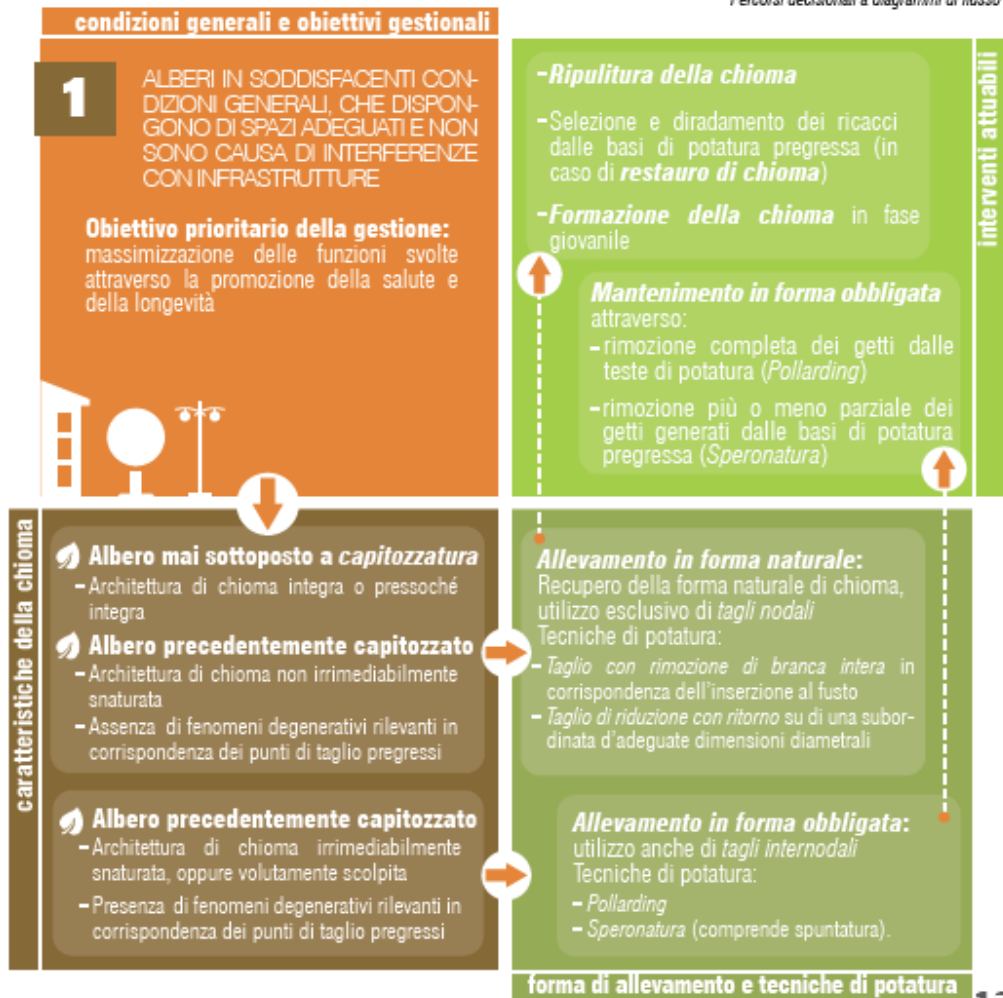 Percorsi decisionali a diagrammi di flusso
condizioni generali e obiettivi gestionali
1
ALBERI IN SODDISFACENTI CON-
DIZIONI GENERALI, CHE DISPON-
GONO DI SPAZI ADEGUATI E NON
SONO CAUSA DI INTERFERENZE
CON INFRASTRUTTURE
Obiettivo prioritario della gestione:
massimizzazione delle funzioni svolte
attraverso la promozione della salute e
della longevità
interventi attuabili
-Ripulitura della chioma
-Selezione e diradamento dei ricacci
dalle basi di potatura pregressa (in
caso di restauro di chioma)
-Formazione della chioma in fase
giovanile
Mantenimento in forma obbligata
attraverso:
-rimozione completa dei getti dalle
teste di potatura (Pollarding)
-rimozione più o meno parziale dei
getti generati dalle basi di potatura
pregressa (Speronatura)
caratteristiche della chioma
Albero mai sottoposto a capitozzatura
-Architettura di chioma integra o pressoché
integra
Albero precedentemente capitozzato
-Architettura di chioma non irrimediabilmente
snaturata
-Assenza di fenomeni degenerativi rilevanti in
corrispondenza dei punti di taglio pregressi
Albero precedentemente capitozzato
-Architettura di chioma irrimediabilmente
snaturata, oppure volutamente scolpita
-Presenza di fenomeni degenerativi rilevanti in
corrispondenza dei punti di taglio pregressi
Allevamento in forma naturale:
Recupero della forma naturale di chioma,
utilizzo esclusivo di tagli nodali
Tecniche di potatura:
-Taglio con rimozione di branca intera in
corrispondenza dell'inserzione al fusto
-Taglio di riduzione con ritorno su di una subor-
dinata d'adeguate dimensioni diametrali
Allevamento in forma obbligata:
utilizzo anche di tagli internodali
Tecniche di potatura:
- Pollarding
- Speronatura (comprende spuntatura).
forma di allevamento e tecniche di potatura